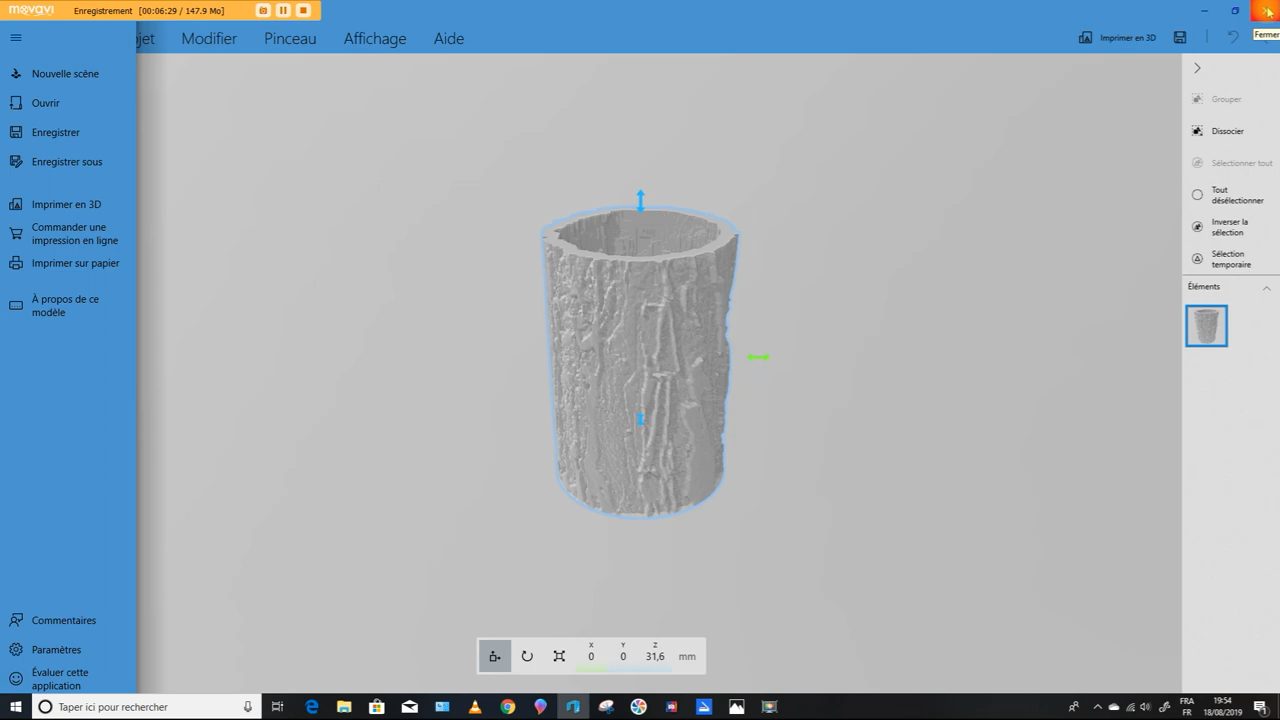 movavi Enregistrement [00:06:29 / 147.9 Mo]
Fermer
jet Modifier Pinceau Affichage Aide
Imprimer en 3D
Nouvelle scène
Ouvrir
Enregistrer
Enregistrer sous
Imprimer en 3D
Commander une
impression en ligne
Imprimer sur papier
À propos de ce
modèle
Commentaires
Paramètres
Évaluer cette
application
Grouper
Dissocier
Sélectionner tout
Tout
désélectionner
Inverser la
sélection
Sélection
temporaire
Éléments
X Y Z
0 0 31,6 mm
Taper ici pour rechercher
FRA
FR
19:54
18/08/2019
1